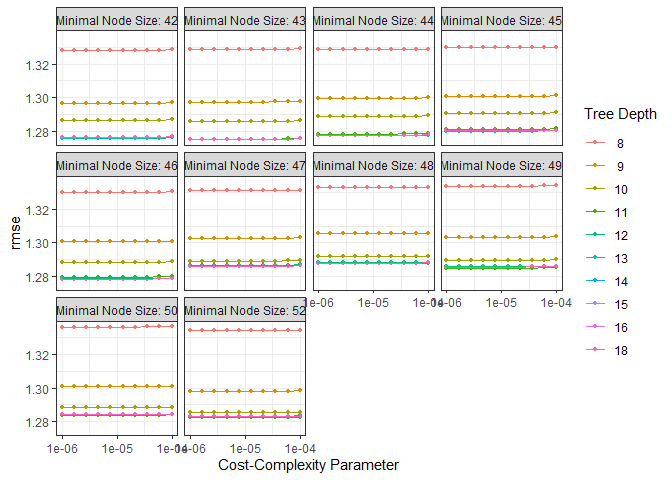 Minimal Node Size: 42
Minimal Node Size: 43
Minimal Node Size: 44
Minimal Node Size: 45
1.32
1.30
1.28
Minimal Node Size: 46
Minimal Node Size: 47
Minimal Node Size: 48
Minimal Node Size: 49
1.32
1.30
1.28
1e-06
1e-05
1e-04
1e-06
1e-05
1e-04
Minimal Node Size: 50
Minimal Node Size: 52
1.32
1.30
1.28
1e-06
1e-05
1e-04
1e-06
1e-05
1e-04
rmse
Cost-Complexity Parameter
Tree Depth
8
9
10
11
12
13
14
15
16
18